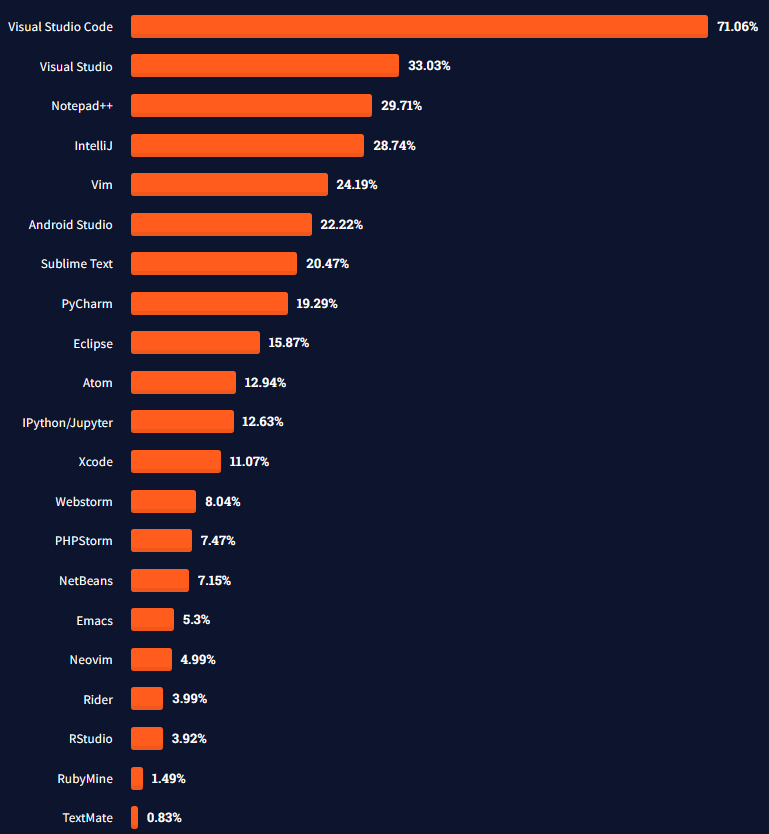 Visual Studio Code 71.06%
Visual Studio 33.03%
Notepad++ 29.71%
IntelliJ 28.74%
Vim 24.19%
Android Studio 22.22%
Sublime Text 20.47%
PyCharm 19.29%
Eclipse 15.87%
Atom 12.94%
IPython/Jupyter 12.63%
Xcode 11.07%
Webstorm 8.04%
PHPStorm 7.47%
NetBeans 7.15%
Emacs 5.3%
Neovim 4.99%
Rider 3.99%
RStudio 3.92%
RubyMine 1.49%
TextMate 0.83%